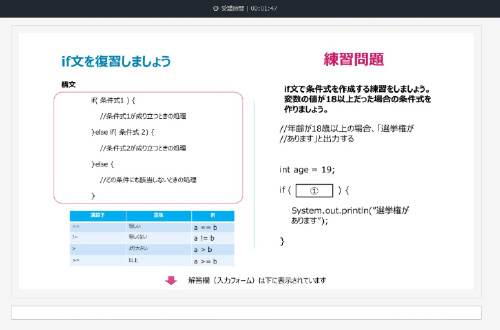 受講時間 | 00:01:47
if文を復習しましょう
構文
if( 条件式1 ) {
//条件式1が成り立つときの処理
}else if( 条件式 2) {
//条件式2が成り立つときの処理
}else {
//どの条件にも該当しないときの処理
}
演算子 意味 例
== 等しい a == b
!= 等しくない a != b
> より大きい a > b
>= 以上 a >= b
練習問題
if文で条件式を作成する練習をしましょう。
変数の値が18以上だった場合の条件式を
作りましょう。
//年齢が18歳以上の場合、「選挙権が
//あります」と出力する
int age = 19;
if ( ① ) {
System.out.println("選挙権が
あります");
}
解答欄（入力フォーム）は下に表示されています